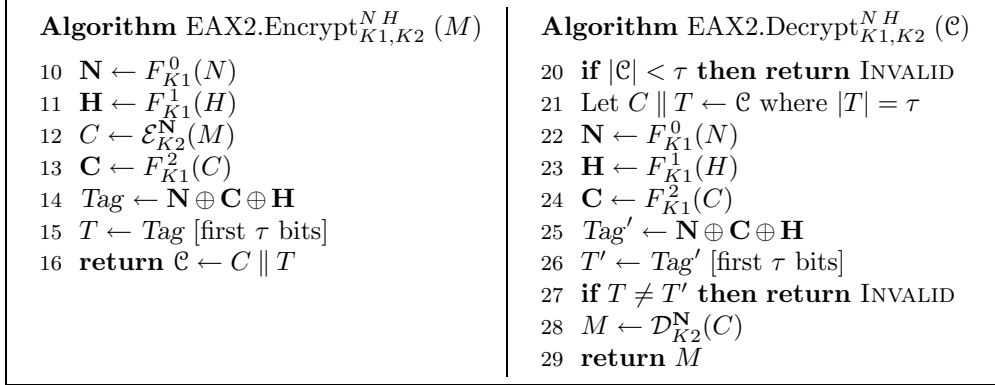 Algorithm EAX2.Encrypt^{N H}_{K1,K2} (M)
10 𝐍 ← F^0_{K1}(N)
11 𝐇 ← F^1_{K1}(H)
12 C ← ℰ^𝐍_{K2}(M)
13 𝐂 ← F^2_{K1}(C)
14 Tag ← 𝐍 ⊕ 𝐂 ⊕ 𝐇
15 T ← Tag [first τ bits]
16 return 𝒞 ← C ∥ T
Algorithm EAX2.Decrypt^{N H}_{K1,K2} (𝒞)
20 if |𝒞| < τ then return INVALID
21 Let C ∥ T ← 𝒞 where |T| = τ
22 𝐍 ← F^0_{K1}(N)
23 𝐇 ← F^1_{K1}(H)
24 𝐂 ← F^2_{K1}(C)
25 Tag′ ← 𝐍 ⊕ 𝐂 ⊕ 𝐇
26 T′ ← Tag′ [first τ bits]
27 if T ≠ T′ then return INVALID
28 M ← 𝒟^𝐍_{K2}(C)
29 return M